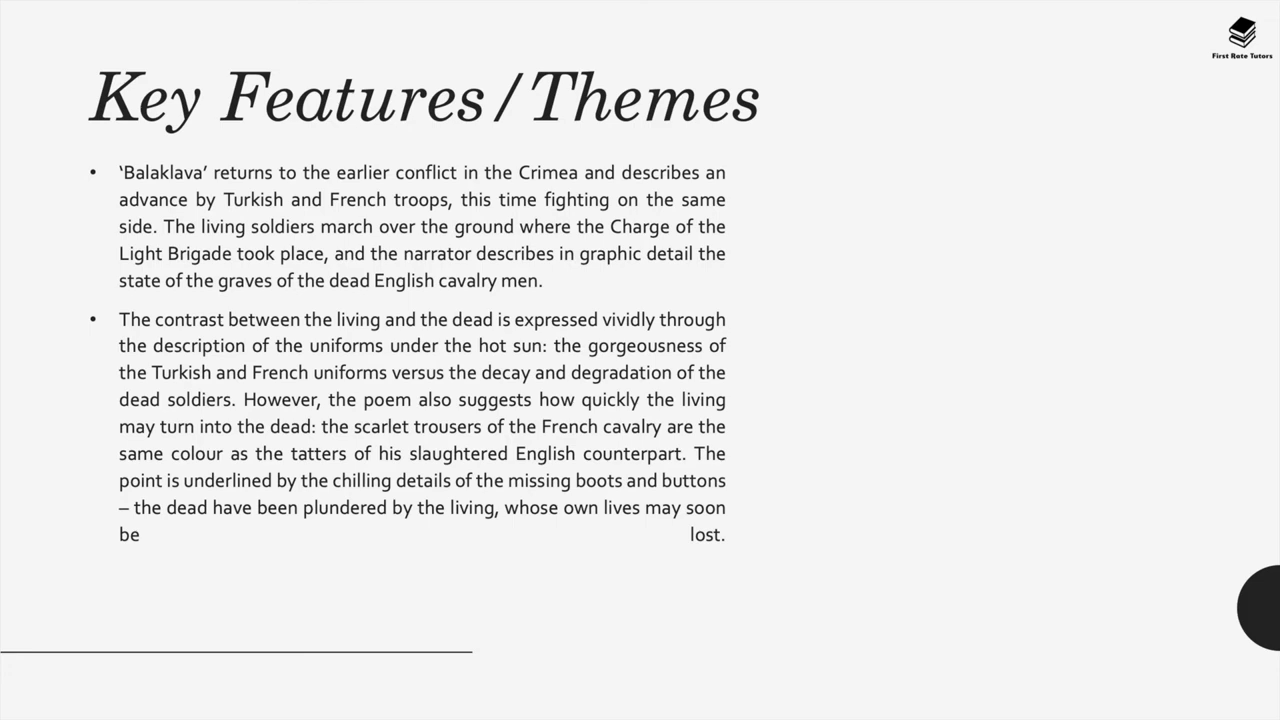 First Rate Tutors
Key Features/Themes
• ‘Balaklava’ returns to the earlier conflict in the Crimea and describes an
advance by Turkish and French troops, this time fighting on the same
side. The living soldiers march over the ground where the Charge of the
Light Brigade took place, and the narrator describes in graphic detail the
state of the graves of the dead English cavalry men.
• The contrast between the living and the dead is expressed vividly through
the description of the uniforms under the hot sun: the gorgeousness of
the Turkish and French uniforms versus the decay and degradation of the
dead soldiers. However, the poem also suggests how quickly the living
may turn into the dead: the scarlet trousers of the French cavalry are the
same colour as the tatters of his slaughtered English counterpart. The
point is underlined by the chilling details of the missing boots and buttons
– the dead have been plundered by the living, whose own lives may soon
be lost.